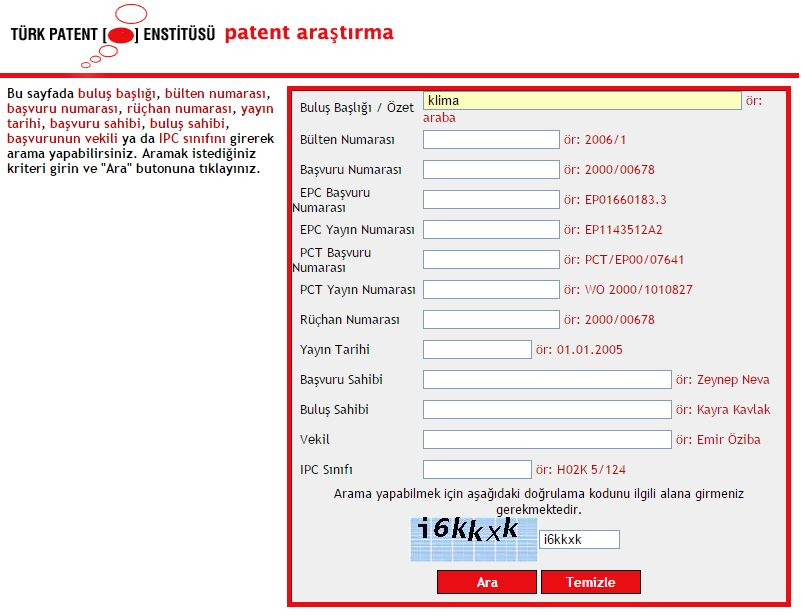 TÜRK PATENT [ ] ENSTİTÜSÜ patent araştırma
Bu sayfada buluş başlığı, bülten numarası,
başvuru numarası, rüçhan numarası, yayın
tarihi, başvuru sahibi, buluş sahibi,
başvurunun vekili ya da IPC sınıfını girerek
arama yapabilirsiniz. Aramak istediğiniz
kriteri girin ve "Ara" butonuna tıklayınız.
Buluş Başlığı / Özet klima ör:
araba
Bülten Numarası ör: 2006/1
Başvuru Numarası ör: 2000/00678
EPC Başvuru
Numarası ör: EP01660183.3
EPC Yayın Numarası ör: EP1143512A2
PCT Başvuru
Numarası ör: PCT/EP00/07641
PCT Yayın Numarası ör: WO 2000/1010827
Rüçhan Numarası ör: 2000/00678
Yayın Tarihi ör: 01.01.2005
Başvuru Sahibi ör: Zeynep Neva
Buluş Sahibi ör: Kayra Kavlak
Vekil ör: Emir Öziba
IPC Sınıfı ör: H02K 5/124
Arama yapabilmek için aşağıdaki doğrulama kodunu ilgili alana girmeniz
gerekmektedir.
i6kkxk i6kkxk
Ara Temizle